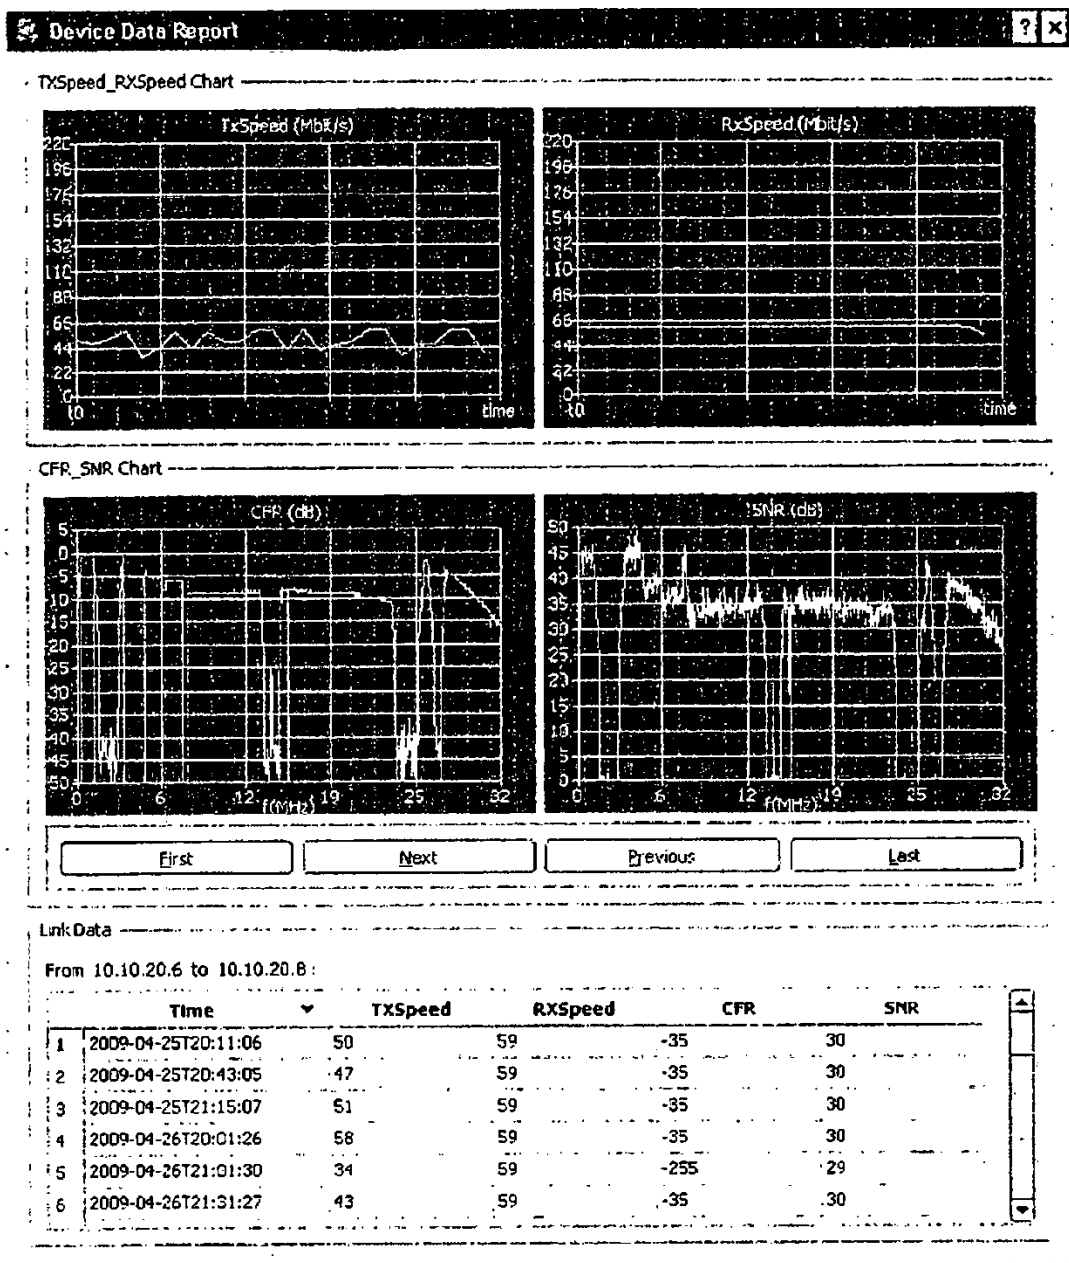 Device Data Report ? ×
TXSpeed_RXSpeed Chart
TxSpeed (Mbit/s)
220
198
176
154
132
110
88
66
44
22
0
t0 time
RxSpeed (Mbit/s)
220
198
176
154
132
110
88
66
44
22
0
t0 time
CFR_SNR Chart
CFR (dB)
5
0
-5
-10
-15
-20
-25
-30
-35
-40
-45
-50
0 6 12 19 25 32
f(MHz)
SNR (dB)
50
45
40
35
30
25
20
15
10
5
0
0 6 12 19 25 32
f(MHz)
First Next Previous Last
Link Data
From 10.10.20.6 to 10.10.20.8 :
Time TXSpeed RXSpeed CFR SNR
1 2009-04-25T20:11:06 50 59 -35 30
2 2009-04-25T20:43:05 47 59 -35 30
3 2009-04-25T21:15:07 51 59 -35 30
4 2009-04-26T20:01:26 58 59 -35 30
5 2009-04-26T21:01:30 34 59 -255 29
6 2009-04-26T21:31:27 43 59 -35 30